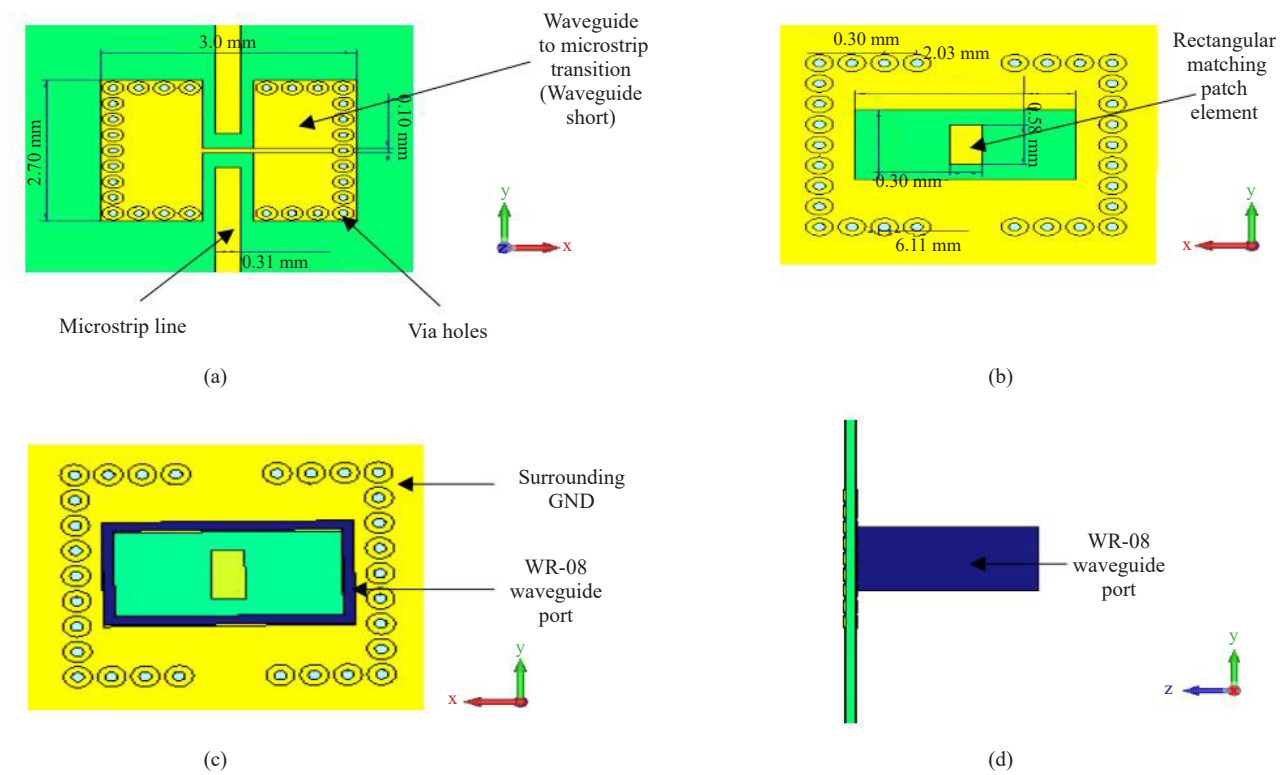 3.0 mm
2.70 mm
0.10 mm
0.31 mm
Waveguide
to microstrip
transition
(Waveguide
short)
Microstrip line
Via holes
y
z
x
(a)
0.30 mm
2.03 mm
0.58 mm
0.30 mm
6.11 mm
Rectangular
matching
patch
element
y
x
(b)
Surrounding
GND
WR-08
waveguide
port
y
x
(c)
WR-08
waveguide
port
y
z
x
(d)